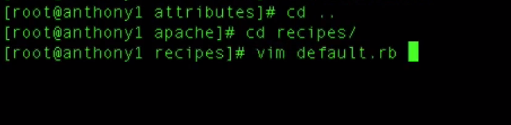 [root@anthony1 attributes]# cd ..
[root@anthony1 apache]# cd recipes/
[root@anthony1 recipes]# vim default.rb